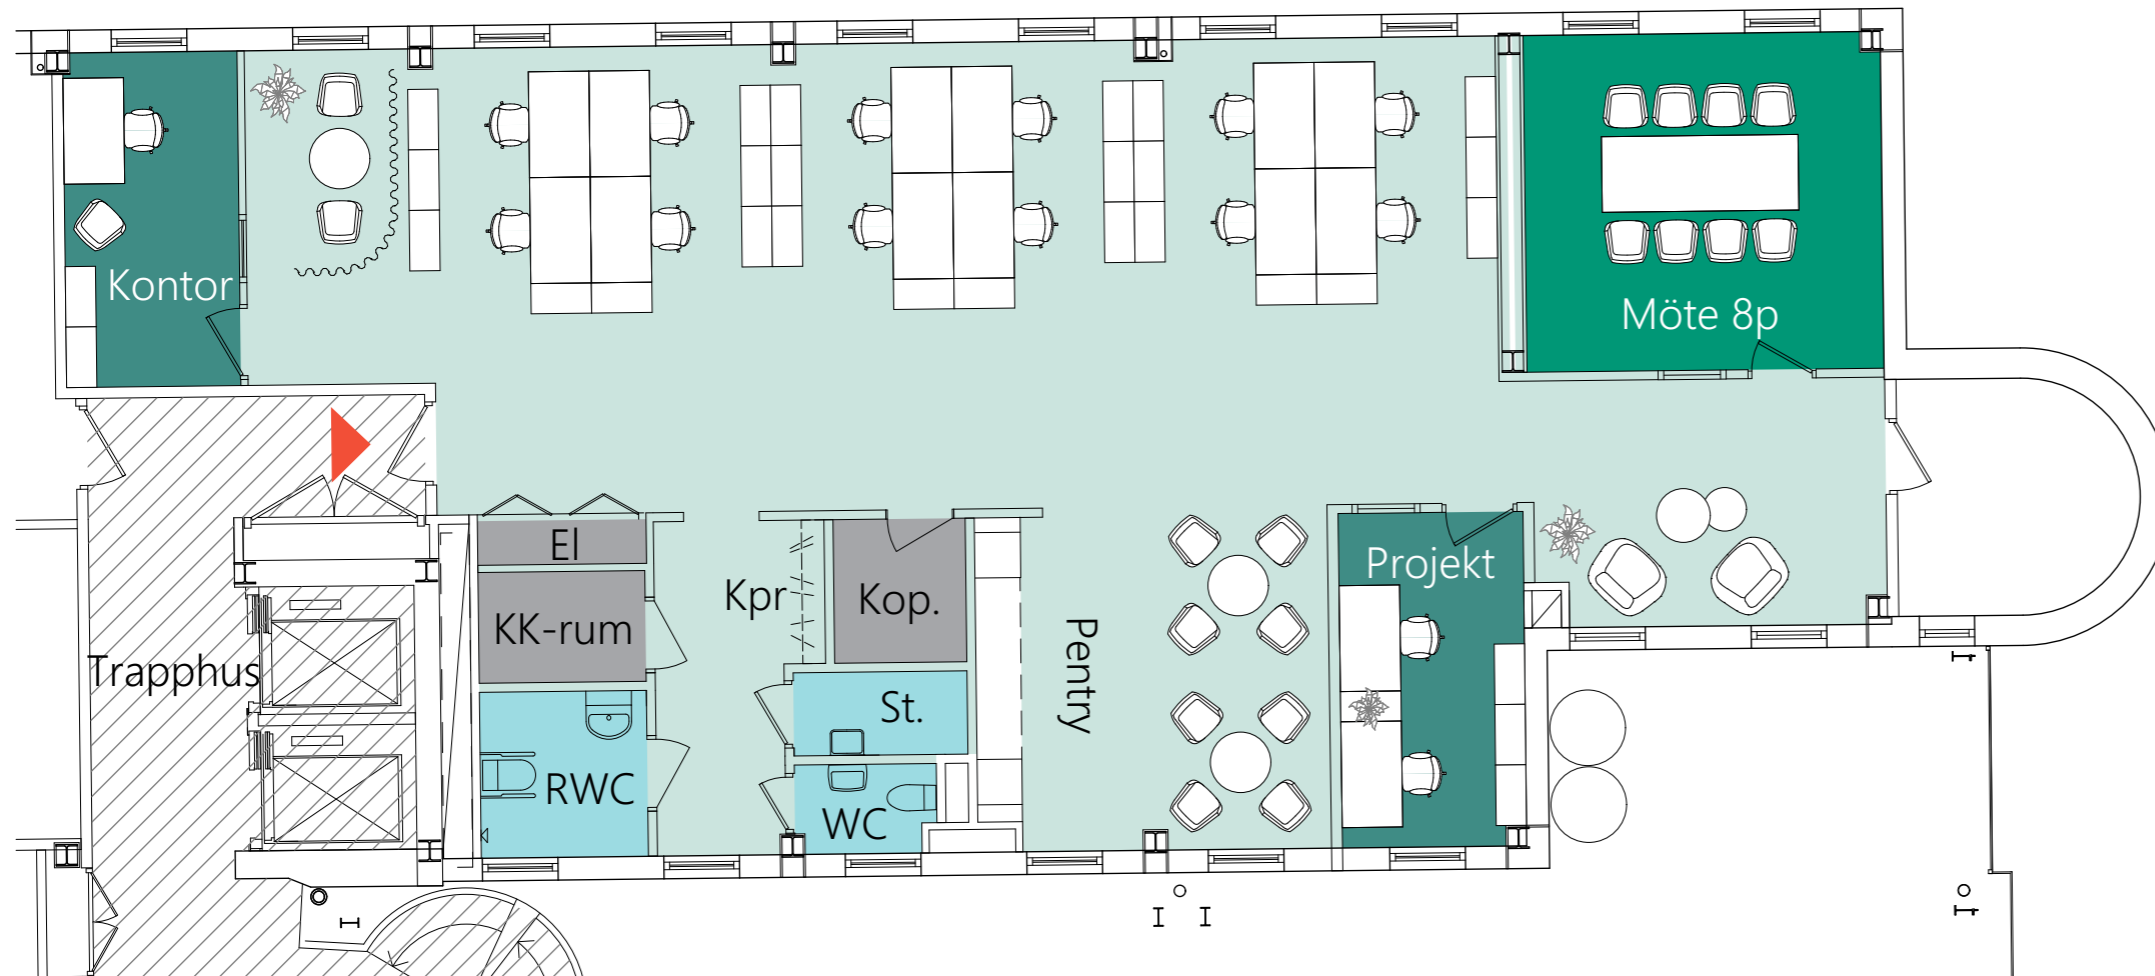 Kontor
Möte 8p
El
Projekt
Kpr
Kop.
KK-rum
Trapphus
Pentry
St.
RWC
WC